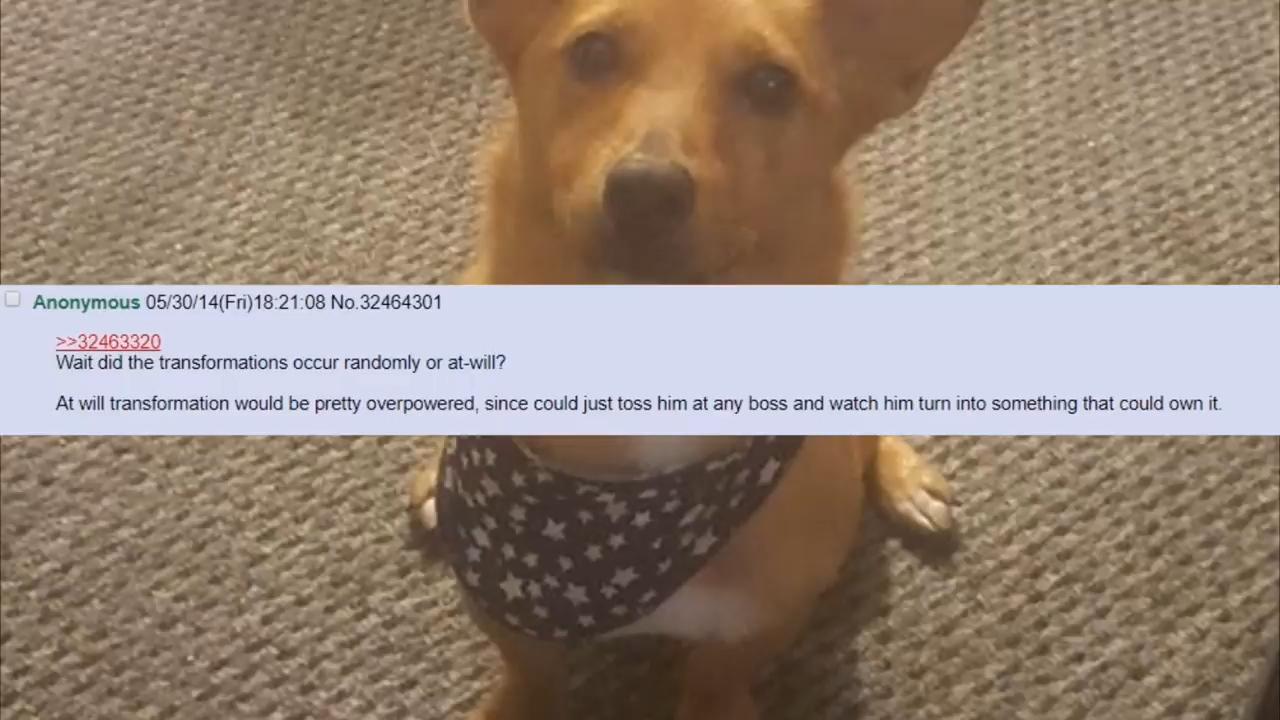 Anonymous 05/30/14(Fri)18:21:08 No.32464301
>>32463320
Wait did the transformations occur randomly or at-will?
At will transformation would be pretty overpowered, since could just toss him at any boss and watch him turn into something that could own it.